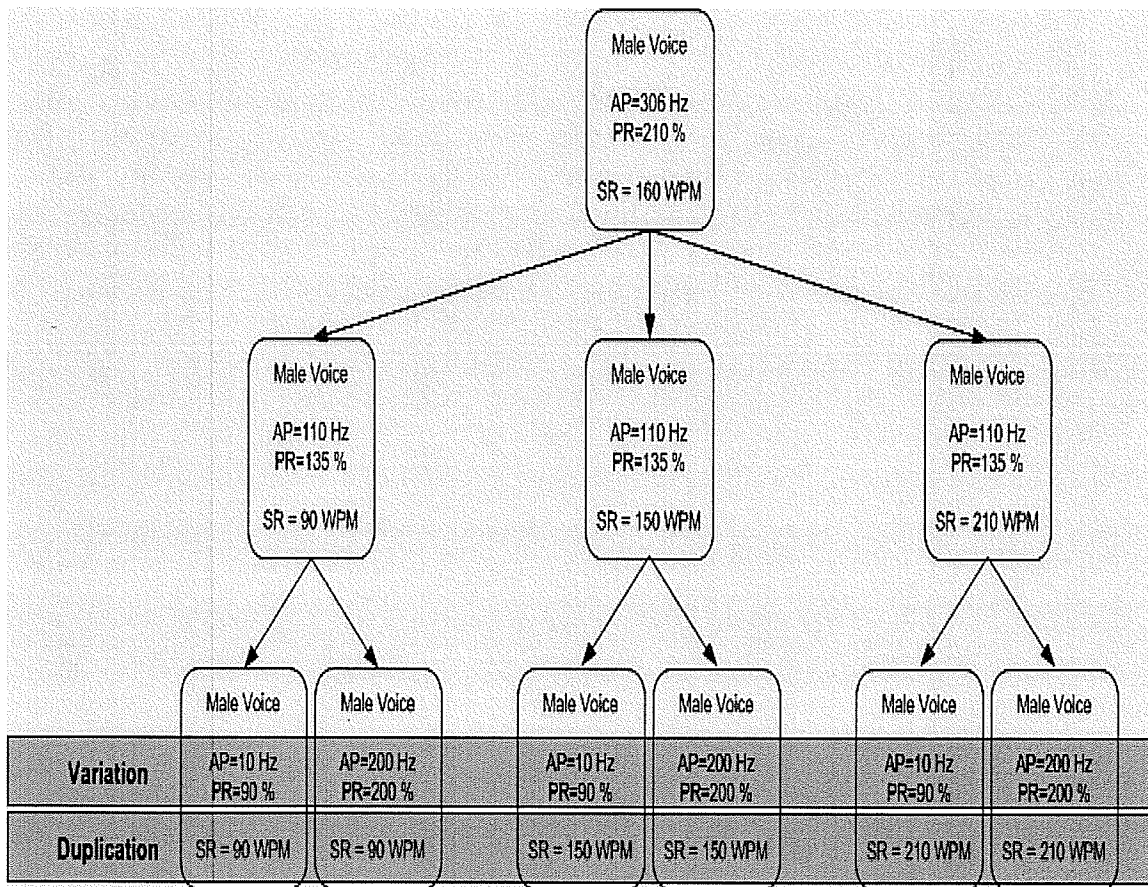 Male Voice
AP=306 Hz
PR=210 %
SR = 160 WPM
Male Voice
AP=110 Hz
PR=135 %
SR = 90 WPM
Male Voice
AP=110 Hz
PR=135 %
SR = 150 WPM
Male Voice
AP=110 Hz
PR=135 %
SR = 210 WPM
Male Voice Male Voice Male Voice Male Voice Male Voice Male Voice
Variation
AP=10 Hz AP=200 Hz AP=10 Hz AP=200 Hz AP=10 Hz AP=200 Hz
PR=90 % PR=200 % PR=90 % PR=200 % PR=90 % PR=200 %
Duplication SR = 90 WPM SR = 90 WPM SR = 150 WPM SR = 150 WPM SR = 210 WPM SR = 210 WPM